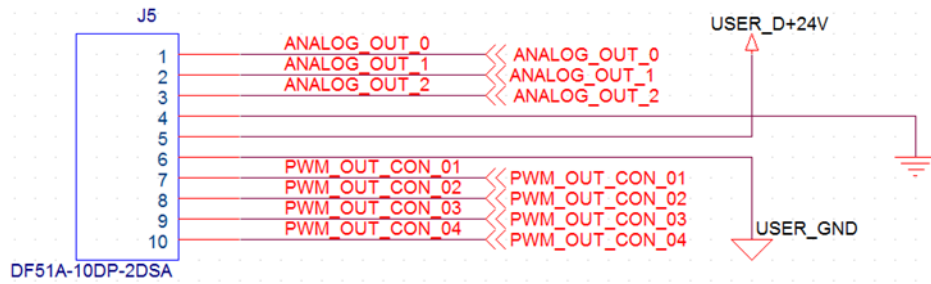 J5
USER_D+24V
1 ANALOG_OUT_0 ANALOG_OUT_0
2 ANALOG_OUT_1 ANALOG_OUT_1
3 ANALOG_OUT_2 ANALOG_OUT_2
4
5
6
7 PWM_OUT_CON_01 PWM_OUT_CON_01
8 PWM_OUT_CON_02 PWM_OUT_CON_02
9 PWM_OUT_CON_03 PWM_OUT_CON_03
10 PWM_OUT_CON_04 PWM_OUT_CON_04
USER_GND
DF51A-10DP-2DSA